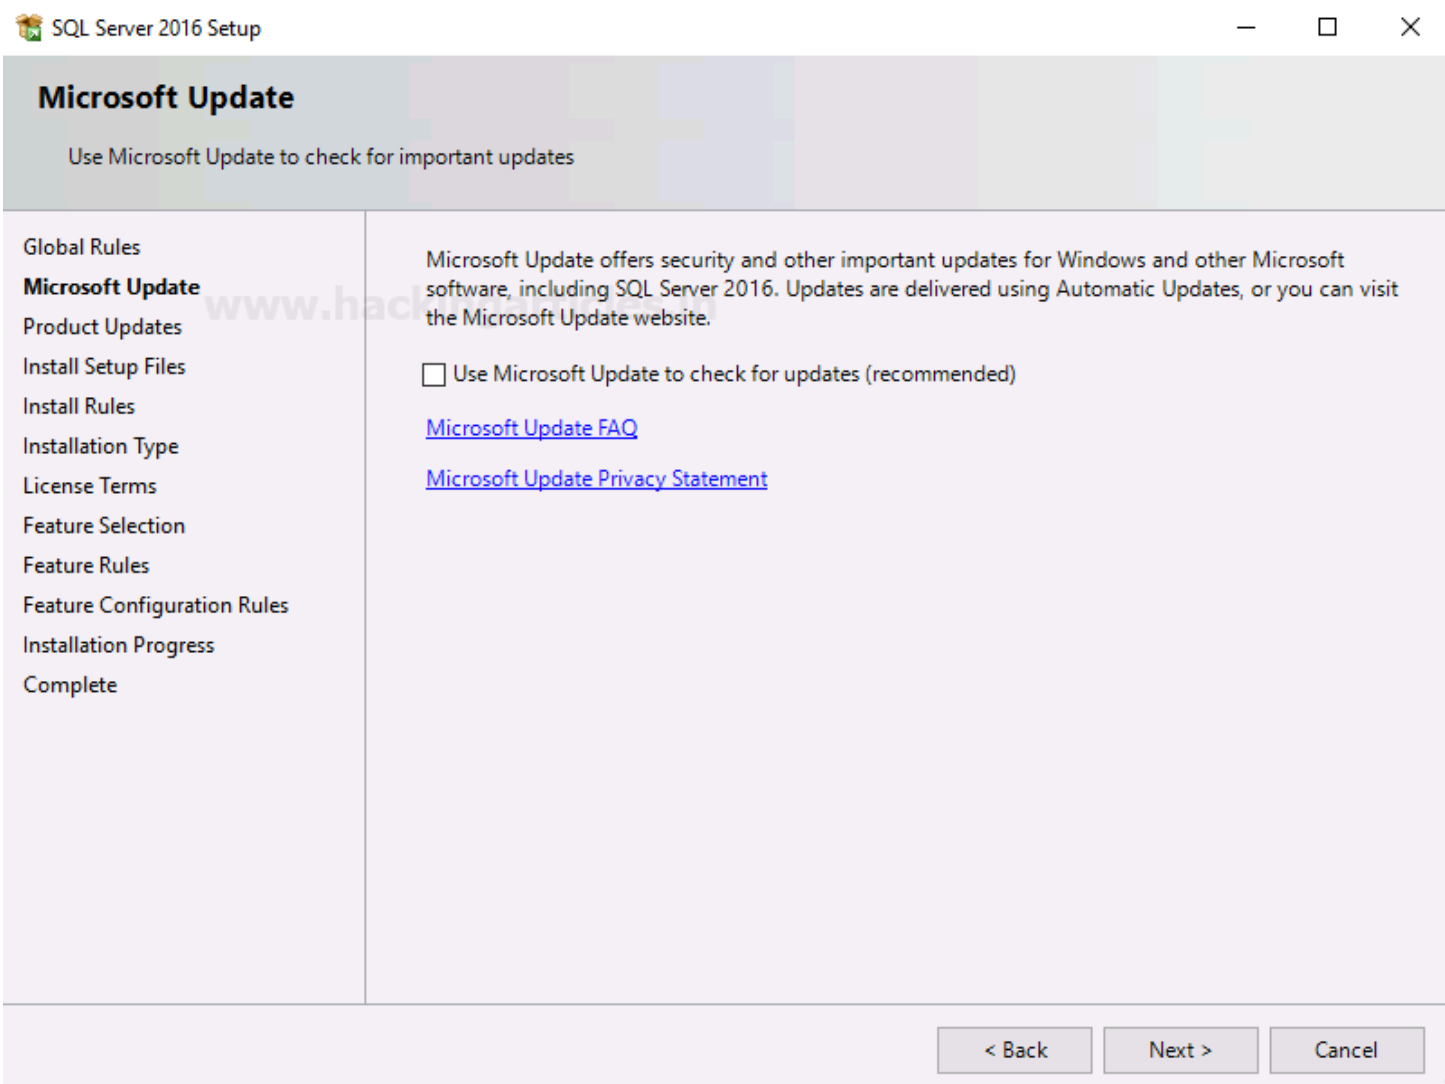 SQL Server 2016 Setup
Microsoft Update
Use Microsoft Update to check for important updates
Global Rules
Microsoft Update
Product Updates
Install Setup Files
Install Rules
Installation Type
License Terms
Feature Selection
Feature Rules
Feature Configuration Rules
Installation Progress
Complete
www.hackingarticles.in
Microsoft Update offers security and other important updates for Windows and other Microsoft
software, including SQL Server 2016. Updates are delivered using Automatic Updates, or you can visit
the Microsoft Update website.
Use Microsoft Update to check for updates (recommended)
Microsoft Update FAQ
Microsoft Update Privacy Statement
< Back
Next >
Cancel